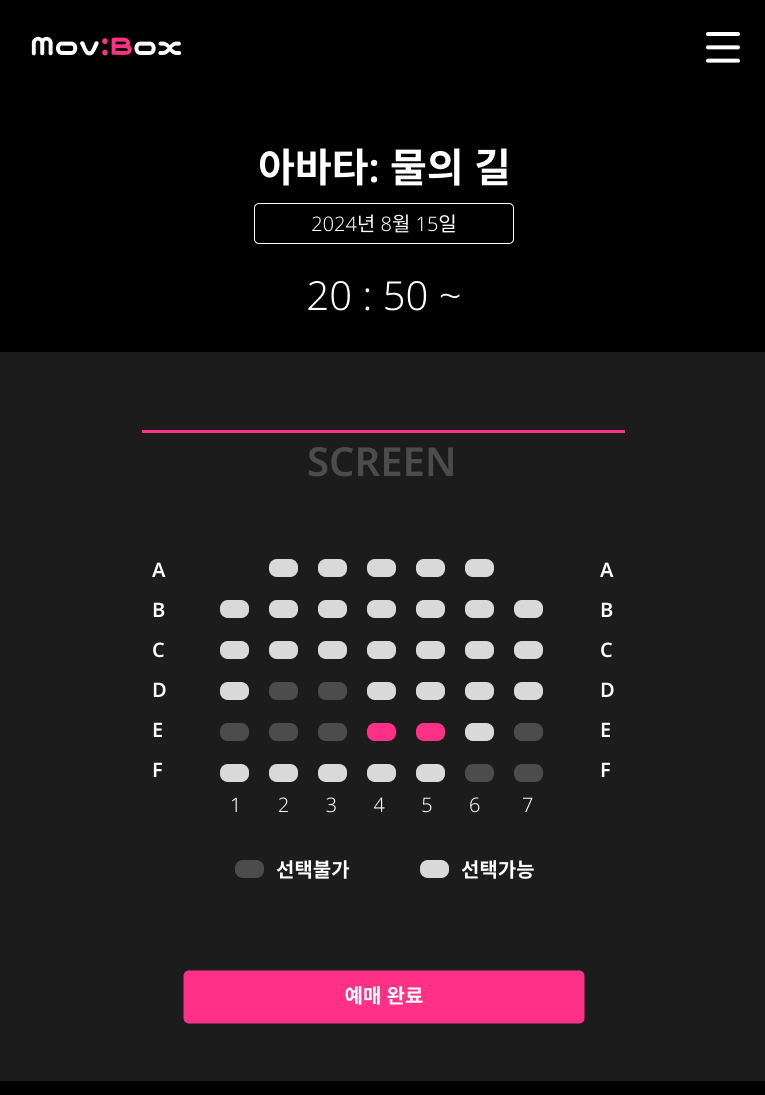 Mov:Box
아바타: 물의 길
2024년 8월 15일
20 : 50 ~
SCREEN
A A
B B
C C
D D
E E
F F
1 2 3 4 5 6 7
선택불가 선택가능
예매 완료